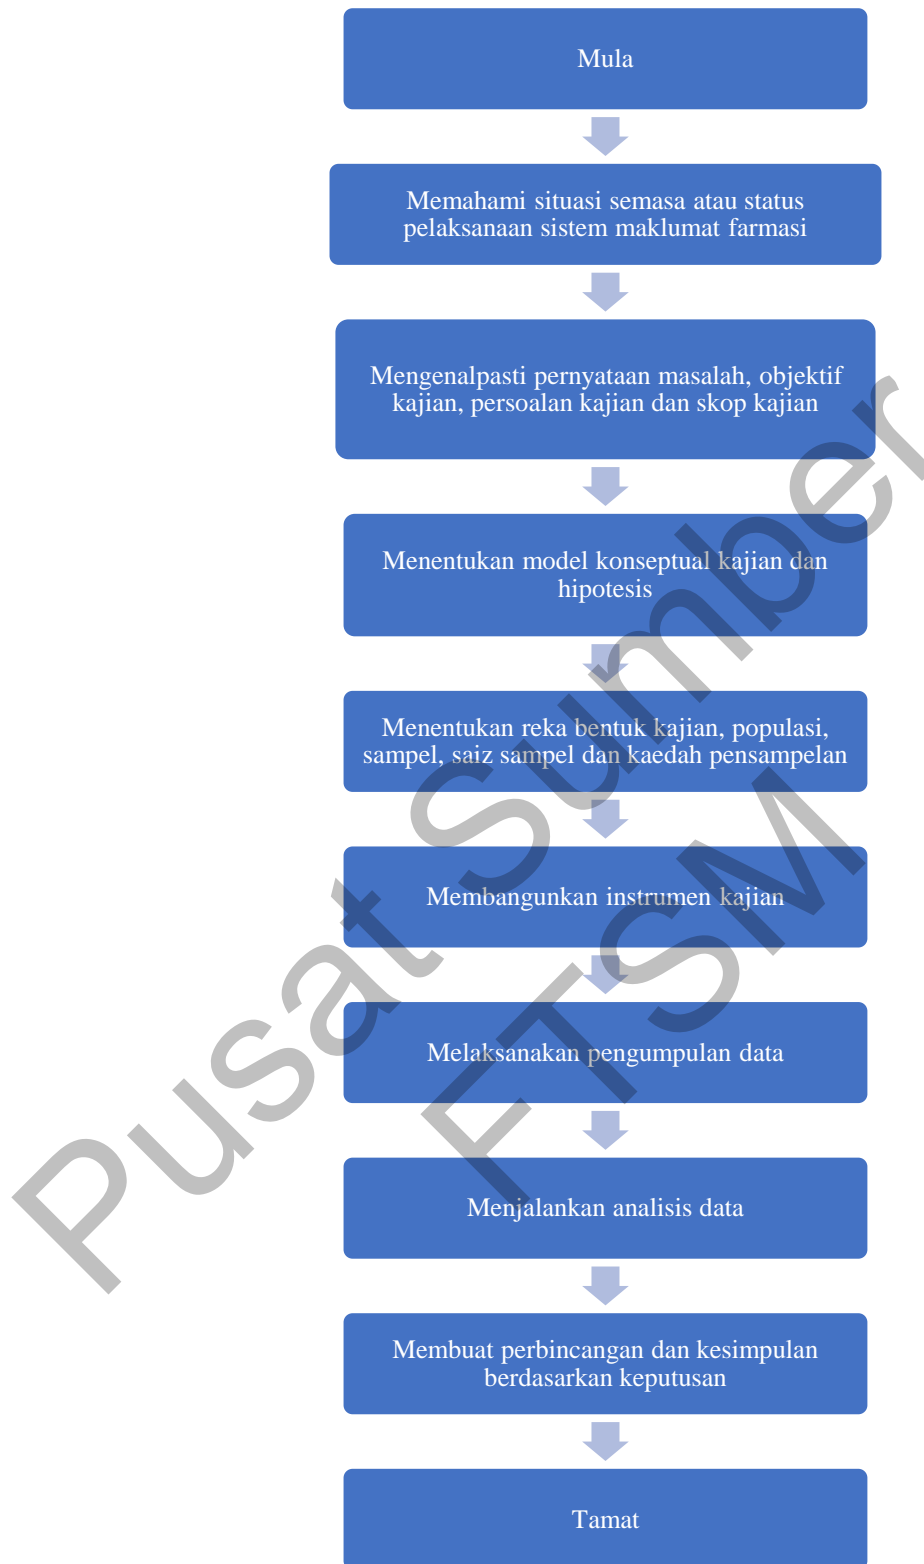 Mula
Memahami situasi semasa atau status
pelaksanaan sistem maklumat farmasi
Mengenalpasti pernyataan masalah, objektif
kajian, persoalan kajian dan skop kajian
Menentukan model konseptual kajian dan
hipotesis
Menentukan reka bentuk kajian, populasi,
sampel, saiz sampel dan kaedah pensampelan
Membangunkan instrumen kajian
Melaksanakan pengumpulan data
Menjalankan analisis data
Membuat perbincangan dan kesimpulan
berdasarkan keputusan
Tamat
Pusat Sumber
FTSM